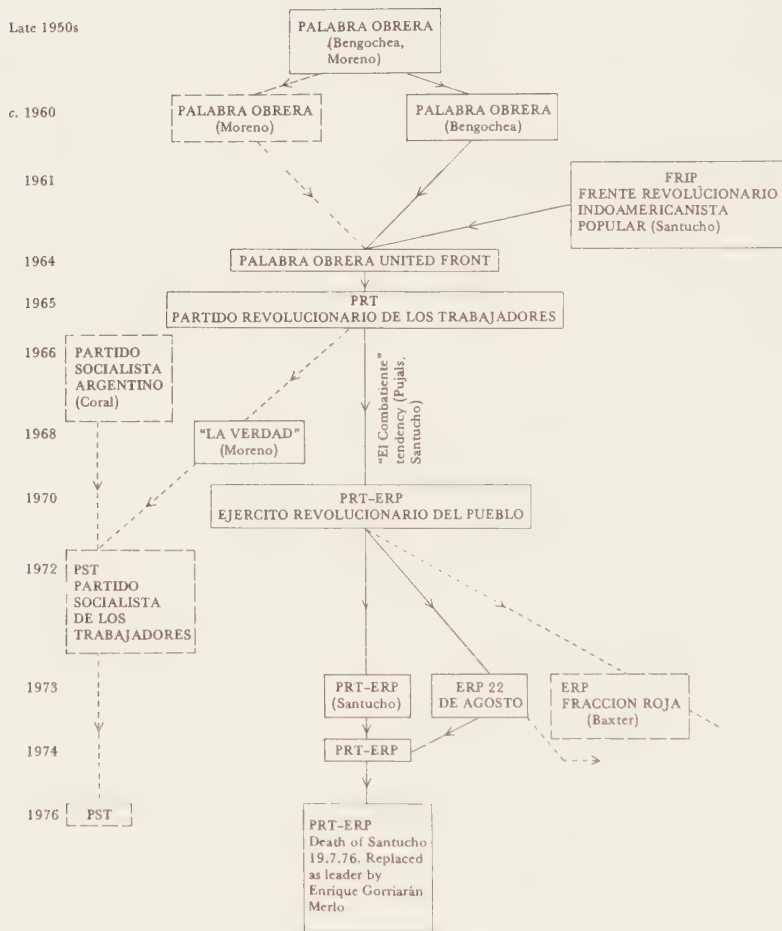 Late 1950s
PALABRA OBRERA
(Bengochea,
Moreno)
c. 1960
PALABRA OBRERA
(Moreno)
PALABRA OBRERA
(Bengochea)
1961
FRIP
FRENTE REVOLUCIONARIO
INDOAMERICANISTA
POPULAR (Santucho)
1964
PALABRA OBRERA UNITED FRONT
1965
PRT
PARTIDO REVOLUCIONARIO DE LOS TRABAJADORES
1966
PARTIDO
SOCIALISTA
ARGENTINO
(Coral)
"El Combatiente"
tendency (Pujals,
Santucho)
1968
"LA VERDAD"
(Moreno)
1970
PRT-ERP
EJERCITO REVOLUCIONARIO DEL PUEBLO
1972
PST
PARTIDO
SOCIALISTA
DE LOS
TRABAJADORES
1973
PRT-ERP
(Santucho)
ERP 22
DE AGOSTO
ERP
FRACCION ROJA
(Baxter)
1974
PRT-ERP
1976
PST
PRT-ERP
Death of Santucho
19.7.76. Replaced
as leader by
Enrique Gorriarán
Merlo